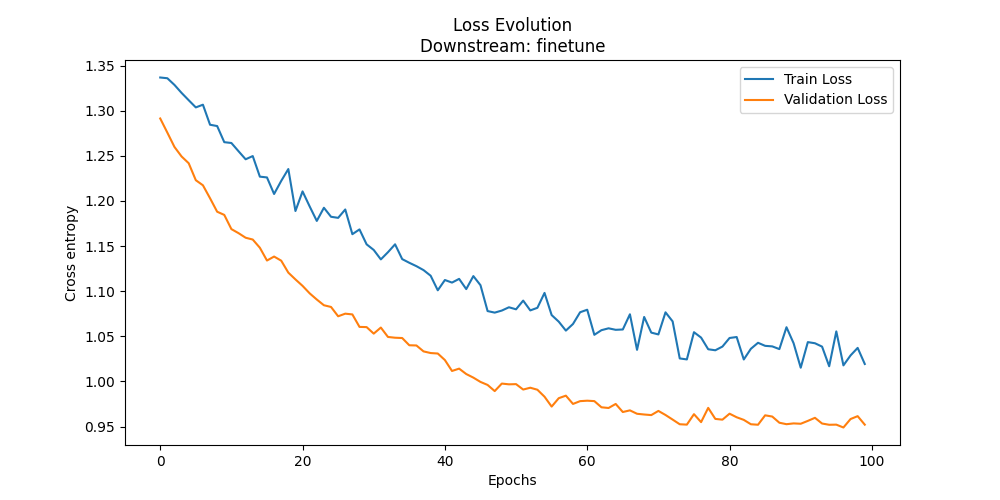 Loss Evolution
Downstream: finetune
Train Loss
Validation Loss
Cross entropy
1.35
1.30
1.25
1.20
1.15
1.10
1.05
1.00
0.95
0
20
40
60
80
100
Epochs